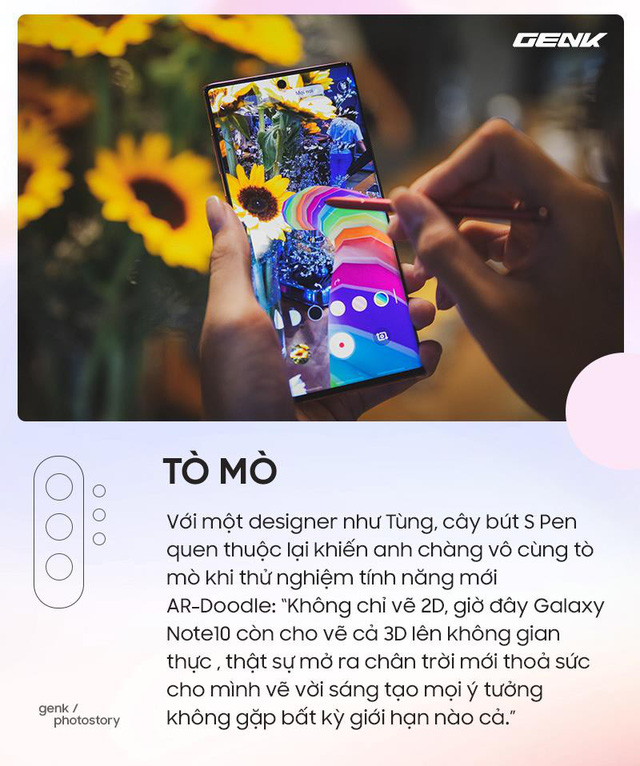 GENK
TÒ MÒ
Với một designer như Tùng, cây bút S Pen
quen thuộc lại khiến anh chàng vô cùng tò
mò khi thử nghiệm tính năng mới
AR-Doodle: “Không chỉ vẽ 2D, giờ đây Galaxy
Note10 còn cho vẽ cả 3D lên không gian
thực , thật sự mở ra chân trời mới thoả sức
cho mình vẽ vời sáng tạo mọi ý tưởng
không gặp bất kỳ giới hạn nào cả.”
genk /
photostory